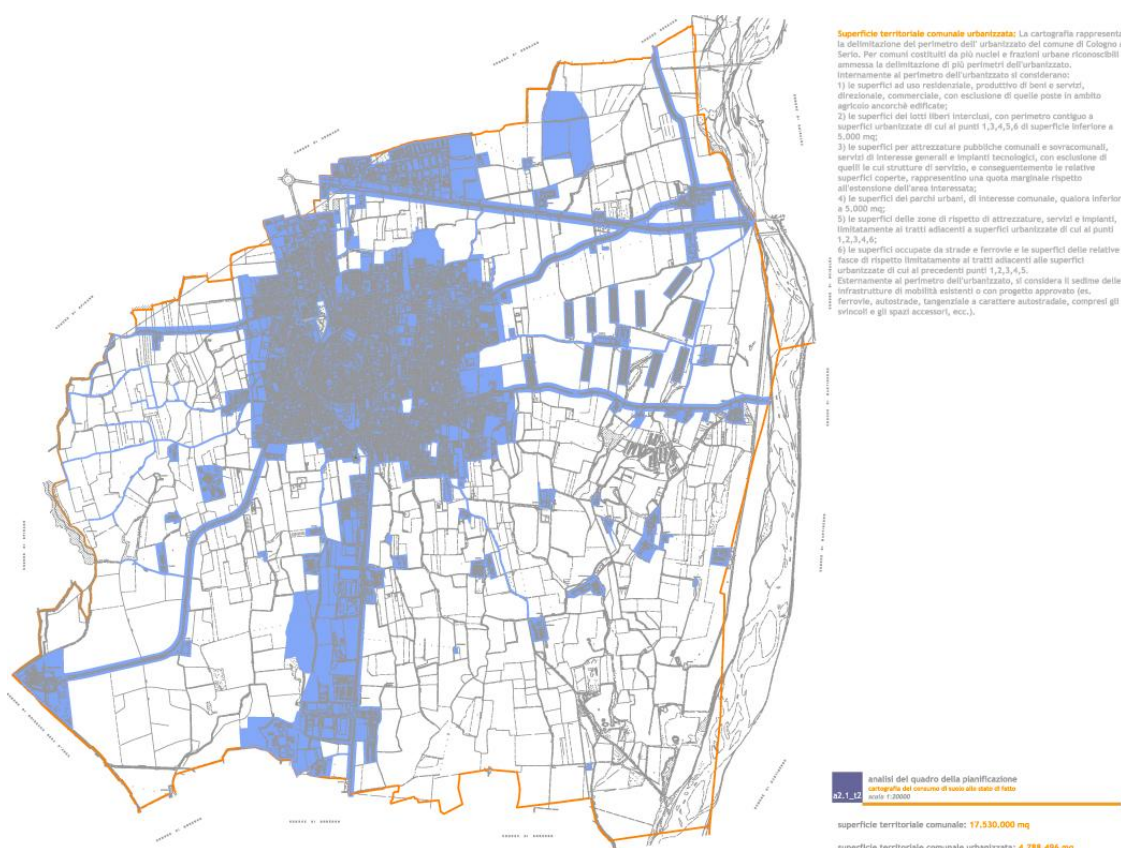 Superficie territoriale comunale urbanizzata: La cartografia rappresenta
la delimitazione del perimetro dell' urbanizzato del comune di Cologno a
Serio. Per comuni costituiti da più nuclei e frazioni urbane riconoscibili
ammessa la delimitazione di più perimetri dell'urbanizzato.
Internamente al perimetro dell'urbanizzato si considerano:
1) le superfici ad uso residenziale, produttivo di beni e servizi,
direzionale, commerciale, con esclusione di quelle poste in ambito
agricolo ancorchè edificate;
2) le superfici dei lotti liberi interclusi, con perimetro contiguo a
superfici urbanizzate di cui ai punti 1,3,4,5,6 di superficie inferiore a
5.000 mq;
3) le superfici per attrezzature pubbliche comunali e sovracomunali,
servizi di interesse generali e impianti tecnologici, con esclusione di
quelli le cui strutture di servizio, e conseguentemente le relative
superfici coperte, rappresentino una quota marginale rispetto
all'estensione dell'area interessata;
4) le superfici dei parchi urbani, di interesse comunale, qualora inferior
a 5.000 mq;
5) le superfici delle zone di rispetto di attrezzature, servizi e impianti,
limitatamente ai tratti adiacenti a superfici urbanizzate di cui ai punti
1,2,3,4,6;
6) le superfici occupate da strade e ferrovie e le superfici delle relative
fasce di rispetto limitatamente ai tratti adiacenti alle superfici
urbanizzate di cui ai precedenti punti 1,2,3,4,5.
Esternamente al perimetro dell'urbanizzato, si considera il sedime delle
infrastrutture di mobilità esistenti o con progetto approvato (es.
ferrovie, autostrade, tangenziale a carattere autostradale, compresi gli
svincoli e gli spazi accessori, ecc.).
a2.1_t2
analisi del quadro della pianificazione
cartografia del consumo di suolo allo stato di fatto
scala 1:20000
superficie territoriale comunale: 17.530.000 mq
superficie territoriale comunale urbanizzata: 4.788.496 mq